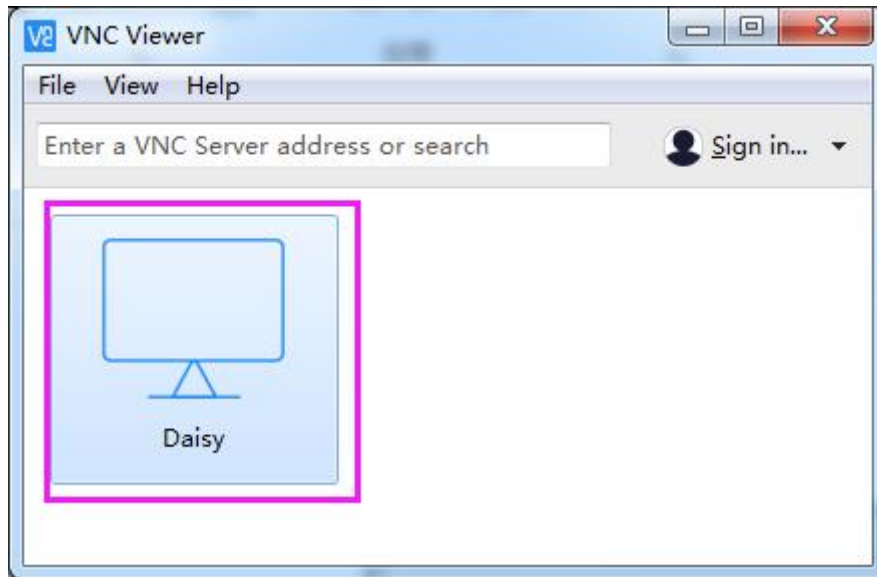 V2 VNC Viewer
File View Help
Enter a VNC Server address or search
Sign in...
Daisy